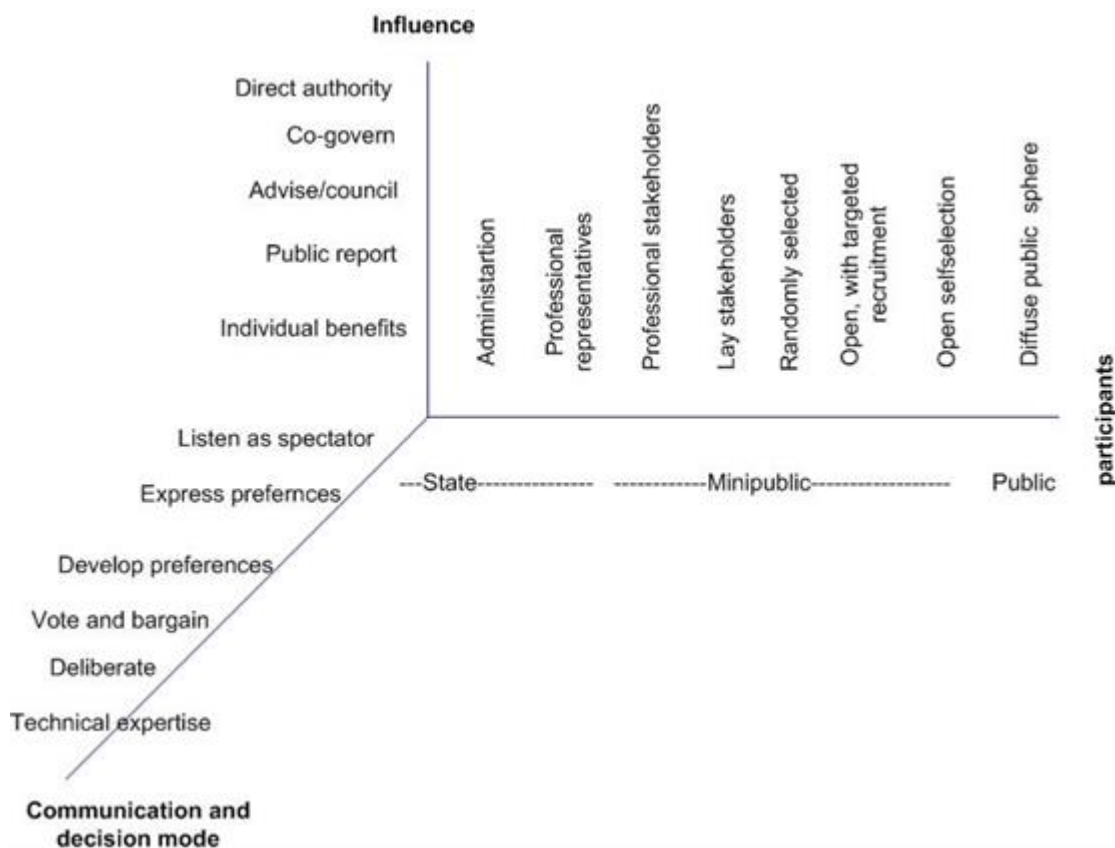 Influence
Direct authority
Co-govern
Advise/council
Public report
Individual benefits
Administartion
Professional
representatives
Professional stakeholders
Lay stakeholders
Randomly selected
Open, with targeted
recruitment
Open selfselection
Diffuse public sphere
participants
---State------------
------------Minipublic------------------
Public
Listen as spectator
Express prefernces
Develop preferences
Vote and bargain
Deliberate
Technical expertise
Communication and
decision mode